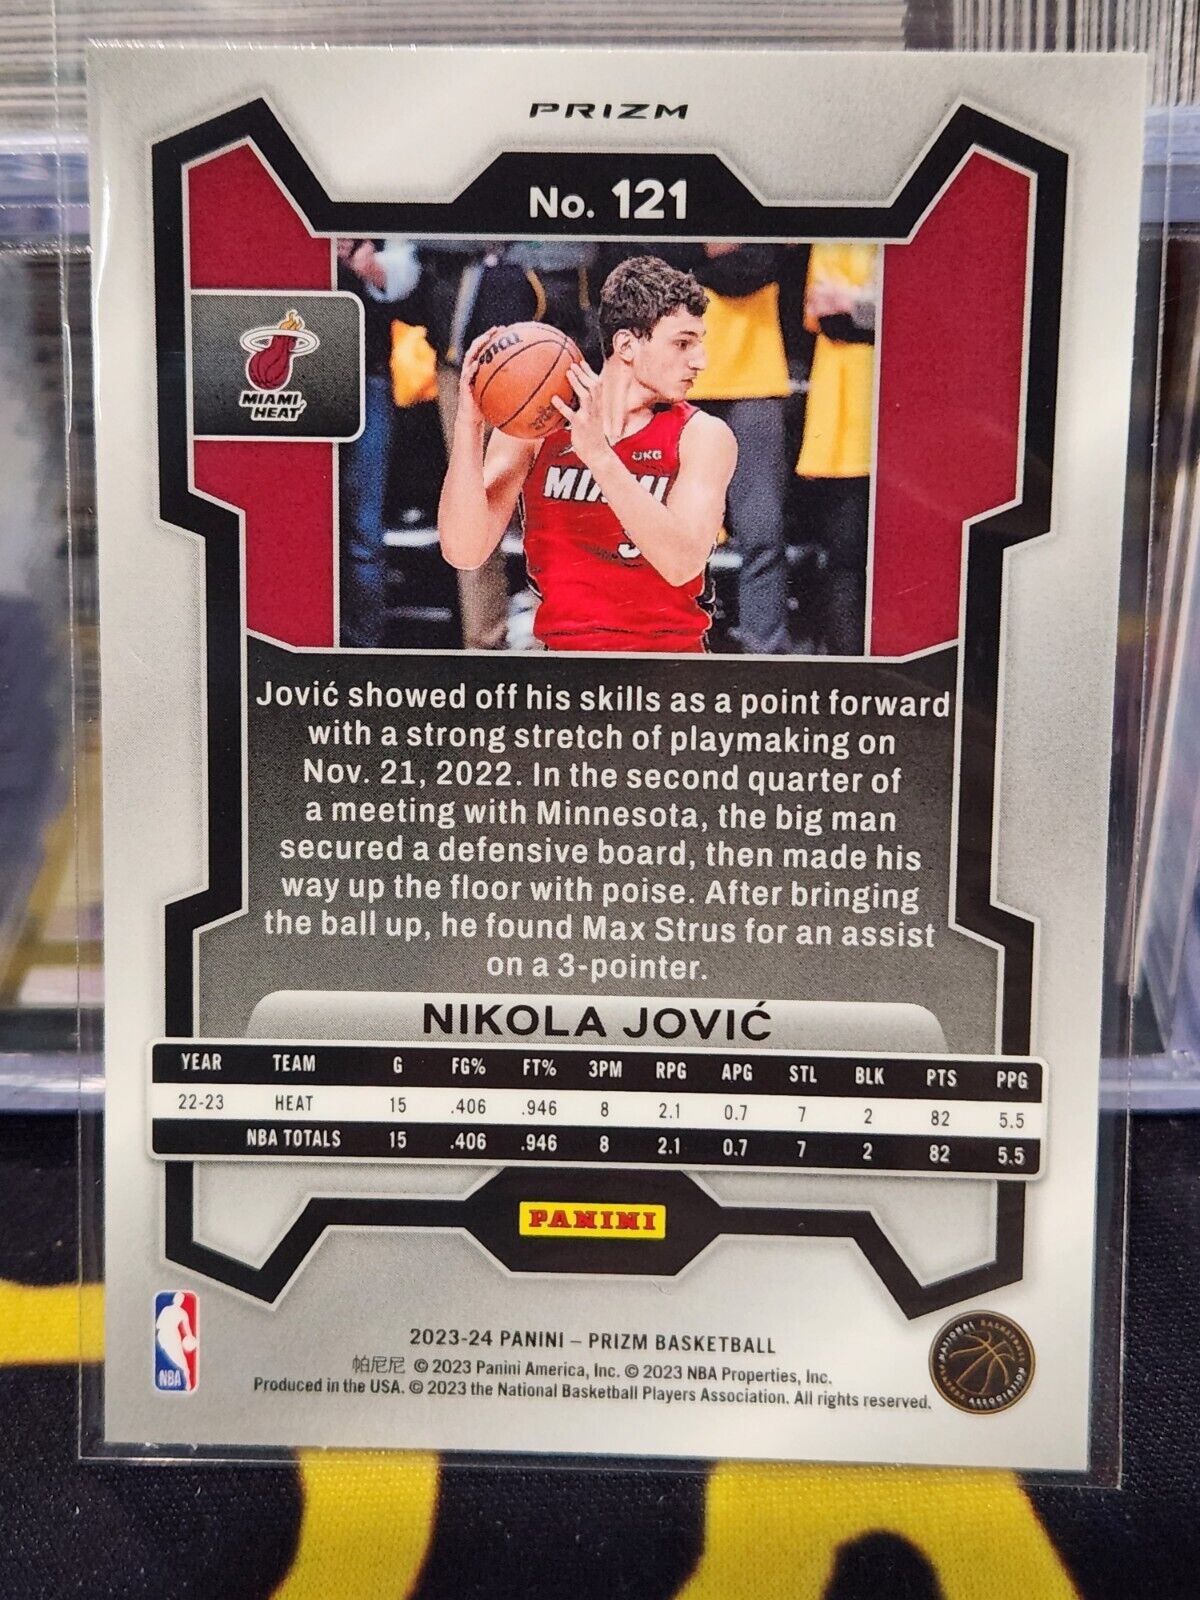 PRIZM
No. 121
MIAMI
HEAT
UKG
MIAMI
Jović showed off his skills as a point forward
with a strong stretch of playmaking on
Nov. 21, 2022. In the second quarter of
a meeting with Minnesota, the big man
secured a defensive board, then made his
way up the floor with poise. After bringing
the ball up, he found Max Strus for an assist
on a 3-pointer.
NIKOLA JOVIĆ
YEAR TEAM G FG% FT% 3PM RPG APG STL BLK PTS PPG
22-23 HEAT 15 .406 .946 8 2.1 0.7 7 2 82 5.5
NBA TOTALS 15 .406 .946 8 2.1 0.7 7 2 82 5.5
PANINI
2023-24 PANINI – PRIZM BASKETBALL
帕尼尼 © 2023 Panini America, Inc. © 2023 NBA Properties, Inc.
Produced in the USA. © 2023 the National Basketball Players Association. All rights reserved.
NBA
NATIONAL BASKETBALL
PLAYERS ASSOCIATION